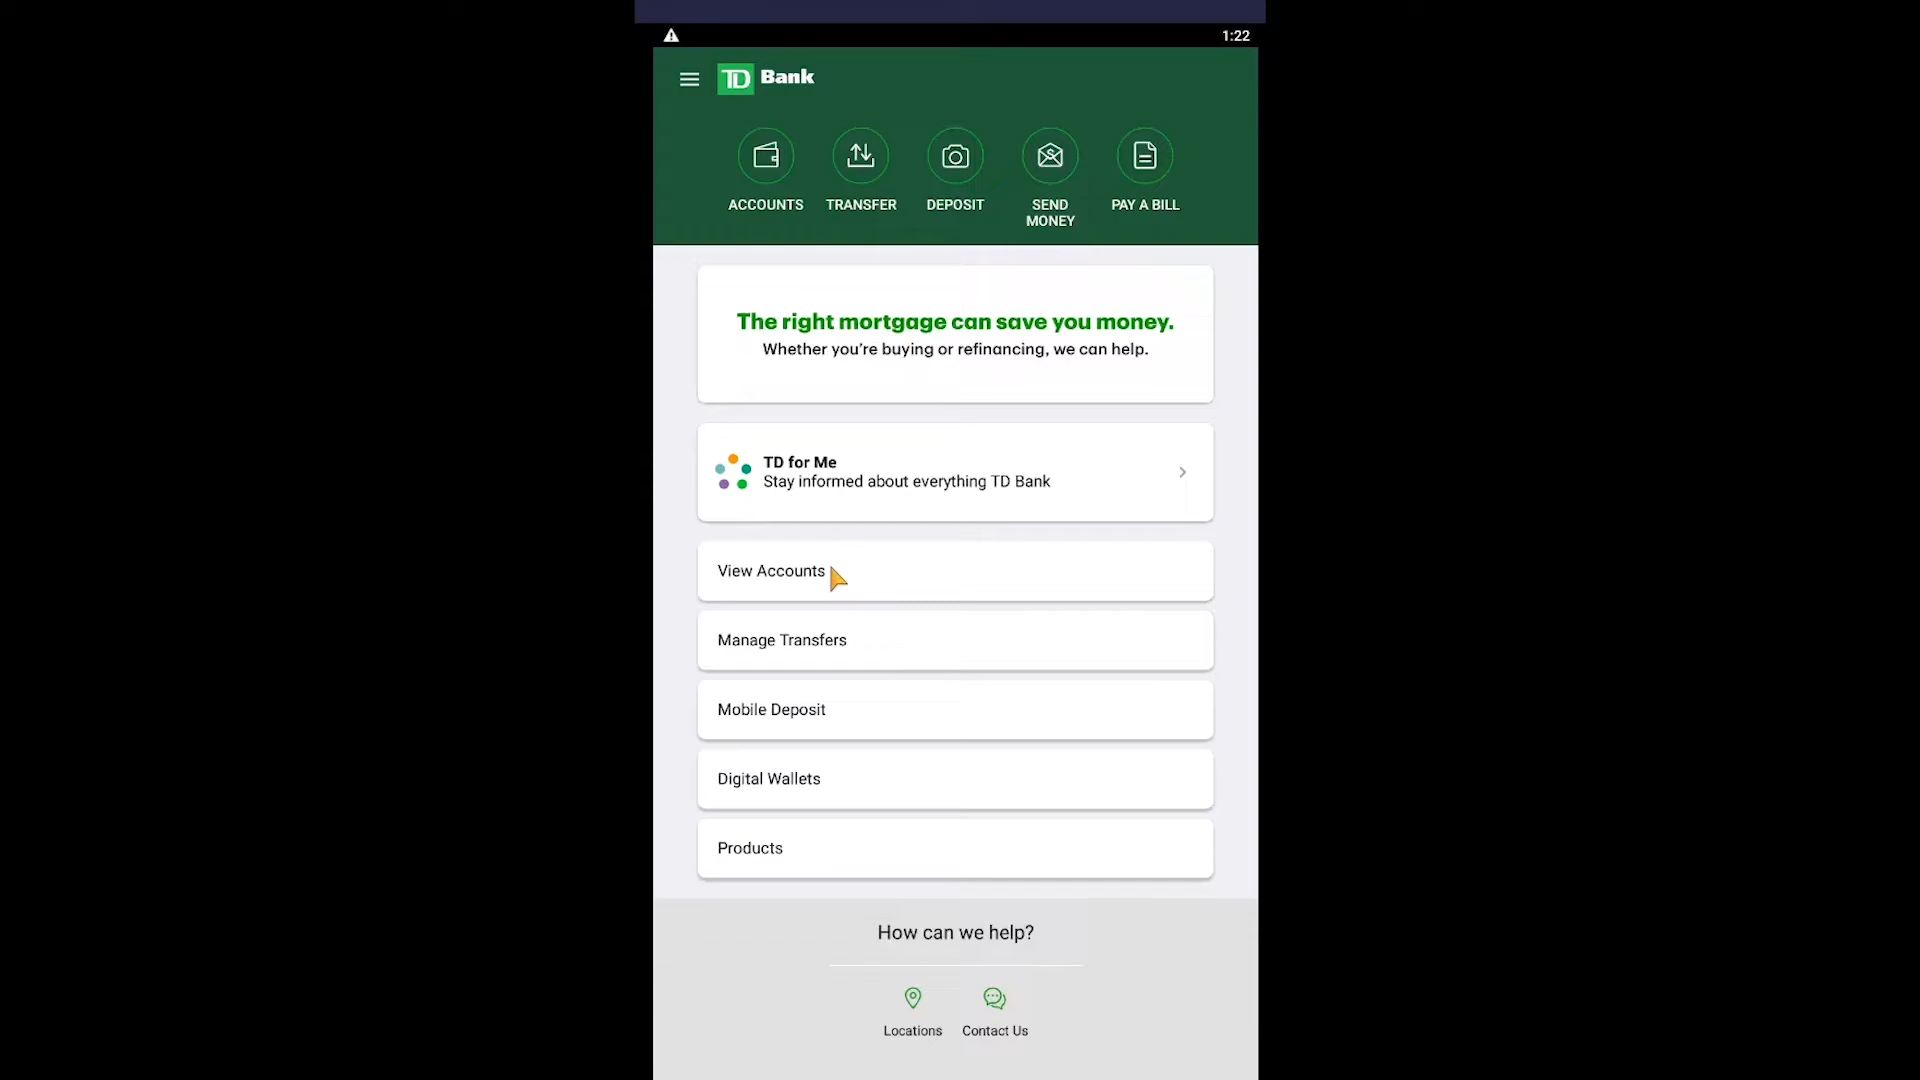 1:22
TD Bank
ACCOUNTS
TRANSFER
DEPOSIT
SEND
MONEY
PAY A BILL
The right mortgage can save you money.
Whether you're buying or refinancing, we can help.
TD for Me
Stay informed about everything TD Bank
View Accounts
Manage Transfers
Mobile Deposit
Digital Wallets
Products
How can we help?
Locations
Contact Us